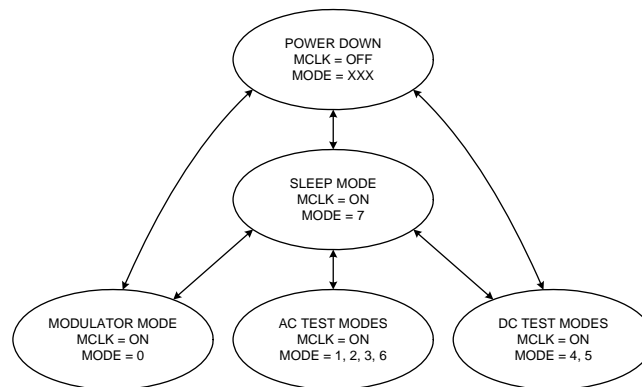 POWER DOWN
MCLK = OFF
MODE = XXX
SLEEP MODE
MCLK = ON
MODE = 7
MODULATOR MODE
MCLK = ON
MODE = 0
AC TEST MODES
MCLK = ON
MODE = 1, 2, 3, 6
DC TEST MODES
MCLK = ON
MODE = 4, 5